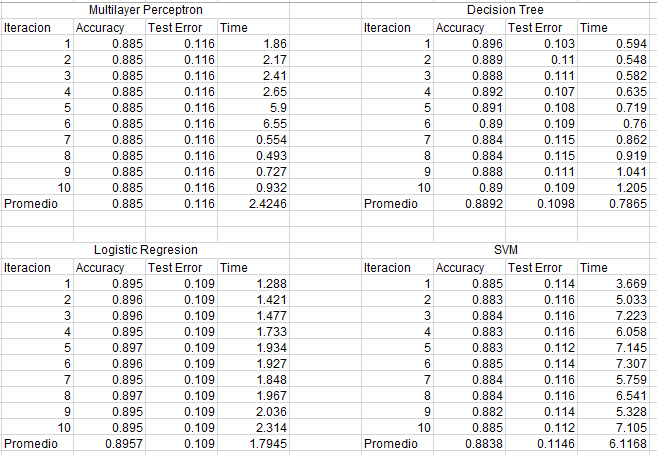 Multilayer Perceptron Decision Tree
Iteracion Accuracy Test Error Time Iteracion Accuracy Test Error Time
1 0.885 0.116 1.86 1 0.896 0.103 0.594
2 0.885 0.116 2.17 2 0.889 0.11 0.548
3 0.885 0.116 2.41 3 0.888 0.111 0.582
4 0.885 0.116 2.65 4 0.892 0.107 0.635
5 0.885 0.116 5.9 5 0.891 0.108 0.719
6 0.885 0.116 6.55 6 0.89 0.109 0.76
7 0.885 0.116 0.554 7 0.884 0.115 0.862
8 0.885 0.116 0.493 8 0.884 0.115 0.919
9 0.885 0.116 0.727 9 0.888 0.111 1.041
10 0.885 0.116 0.932 10 0.89 0.109 1.205
Promedio 0.885 0.116 2.4246 Promedio 0.8892 0.1098 0.7865
Logistic Regresion SVM
Iteracion Accuracy Test Error Time Iteracion Accuracy Test Error Time
1 0.895 0.109 1.288 1 0.885 0.114 3.669
2 0.896 0.109 1.421 2 0.883 0.116 5.033
3 0.896 0.109 1.477 3 0.884 0.116 7.223
4 0.895 0.109 1.733 4 0.883 0.116 6.058
5 0.897 0.109 1.934 5 0.883 0.112 7.145
6 0.896 0.109 1.927 6 0.885 0.114 7.307
7 0.895 0.109 1.848 7 0.884 0.116 5.759
8 0.897 0.109 1.967 8 0.884 0.116 6.541
9 0.895 0.109 2.036 9 0.882 0.114 5.328
10 0.895 0.109 2.314 10 0.885 0.112 7.105
Promedio 0.8957 0.109 1.7945 Promedio 0.8838 0.1146 6.1168